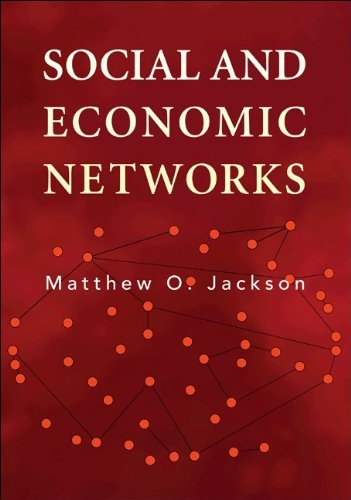 SOCIAL AND
ECONOMIC
NETWORKS
Matthew O. Jackson